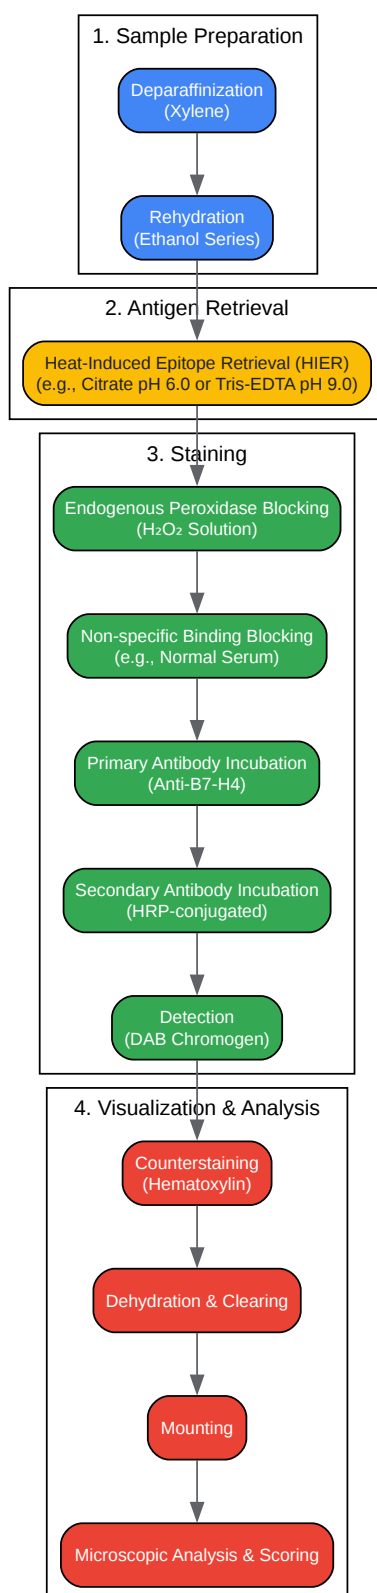 1. Sample Preparation
Deparaffinization
(Xylene)
Rehydration
(Ethanol Series)
2. Antigen Retrieval
Heat-Induced Epitope Retrieval (HIER)
(e.g., Citrate pH 6.0 or Tris-EDTA pH 9.0)
3. Staining
Endogenous Peroxidase Blocking
(H₂O₂ Solution)
Non-specific Binding Blocking
(e.g., Normal Serum)
Primary Antibody Incubation
(Anti-B7-H4)
Secondary Antibody Incubation
(HRP-conjugated)
Detection
(DAB Chromogen)
4. Visualization & Analysis
Counterstaining
(Hematoxylin)
Dehydration & Clearing
Mounting
Microscopic Analysis & Scoring